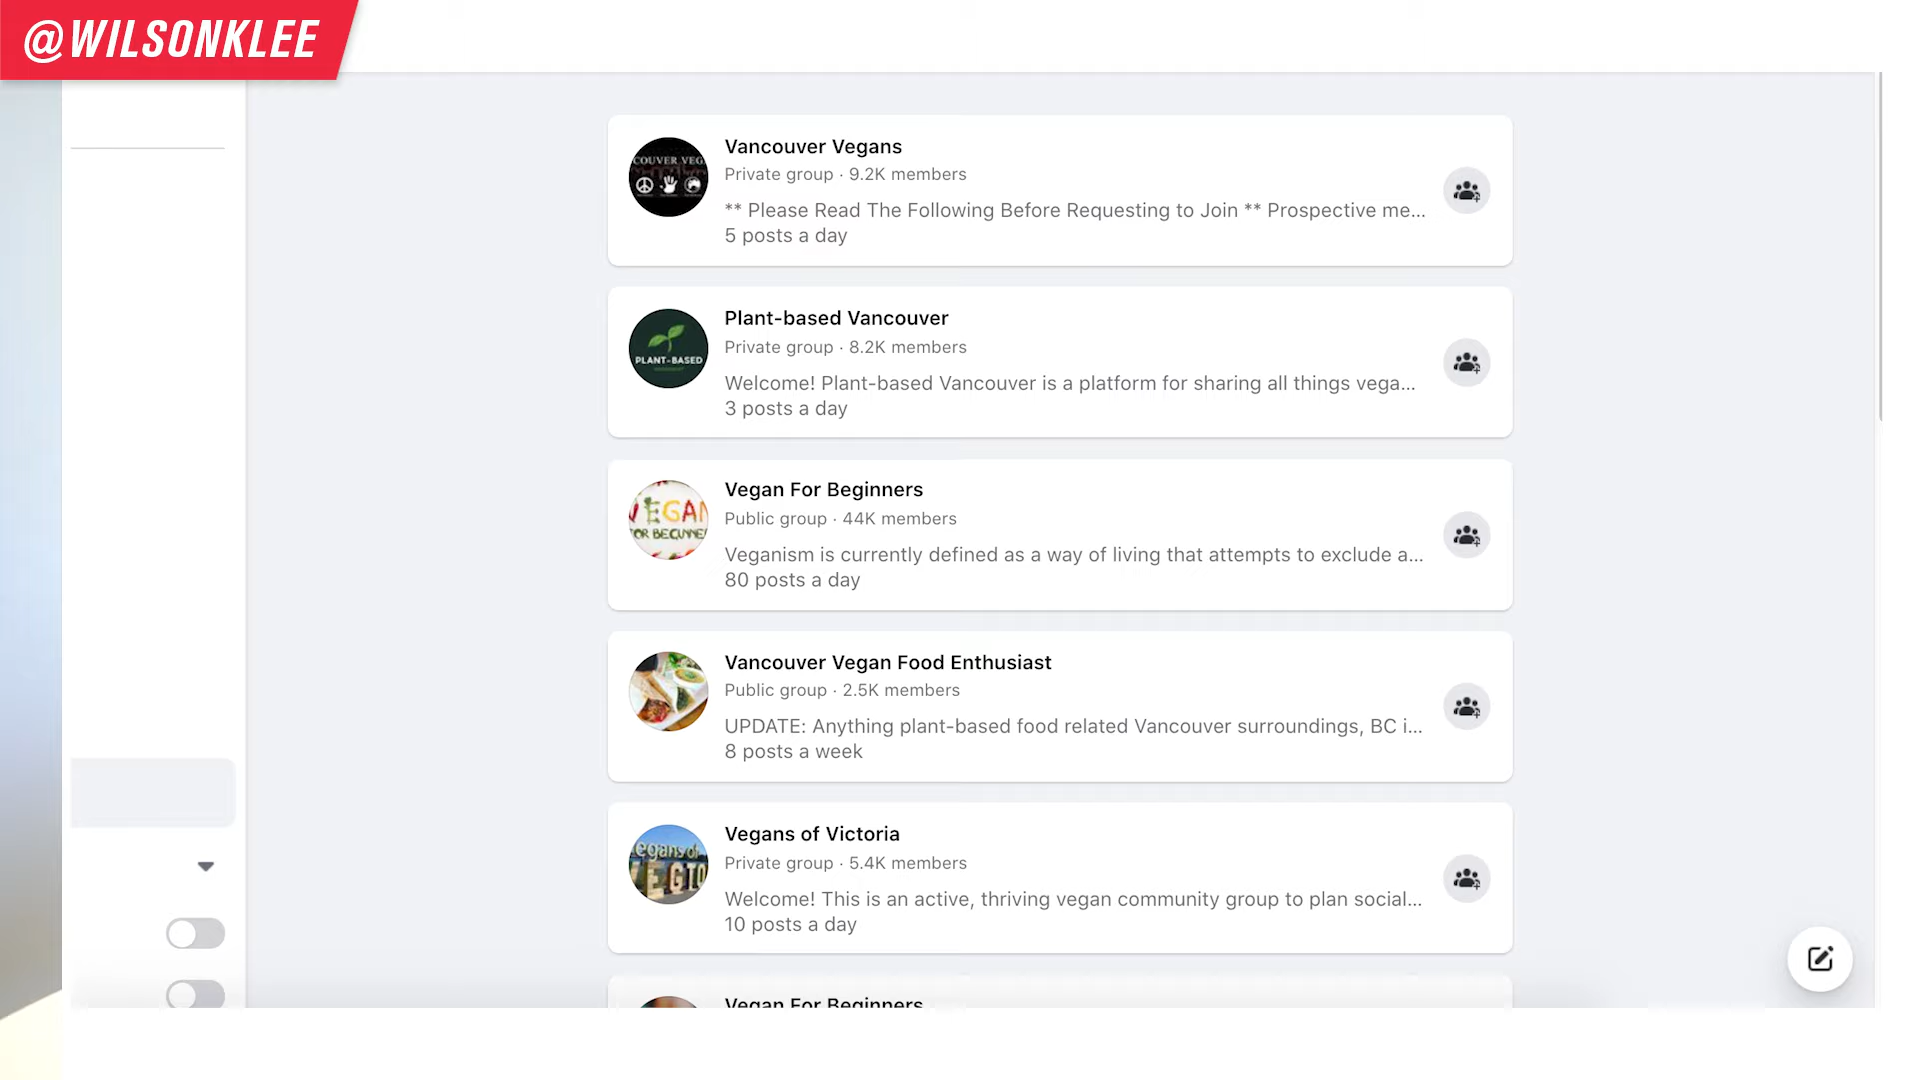 @WILSONKLEE
Vancouver Vegans
Private group · 9.2K members
** Please Read The Following Before Requesting to Join ** Prospective me...
5 posts a day
PLANT-BASED
Plant-based Vancouver
Private group · 8.2K members
Welcome! Plant-based Vancouver is a platform for sharing all things vega...
3 posts a day
VEGAN
Vegan For Beginners
Public group · 44K members
Veganism is currently defined as a way of living that attempts to exclude a...
80 posts a day
Vancouver Vegan Food Enthusiast
Public group · 2.5K members
UPDATE: Anything plant-based food related Vancouver surroundings, BC i...
8 posts a week
Vegans of Victoria
Private group · 5.4K members
Welcome! This is an active, thriving vegan community group to plan social...
10 posts a day
Vegan For Beginners